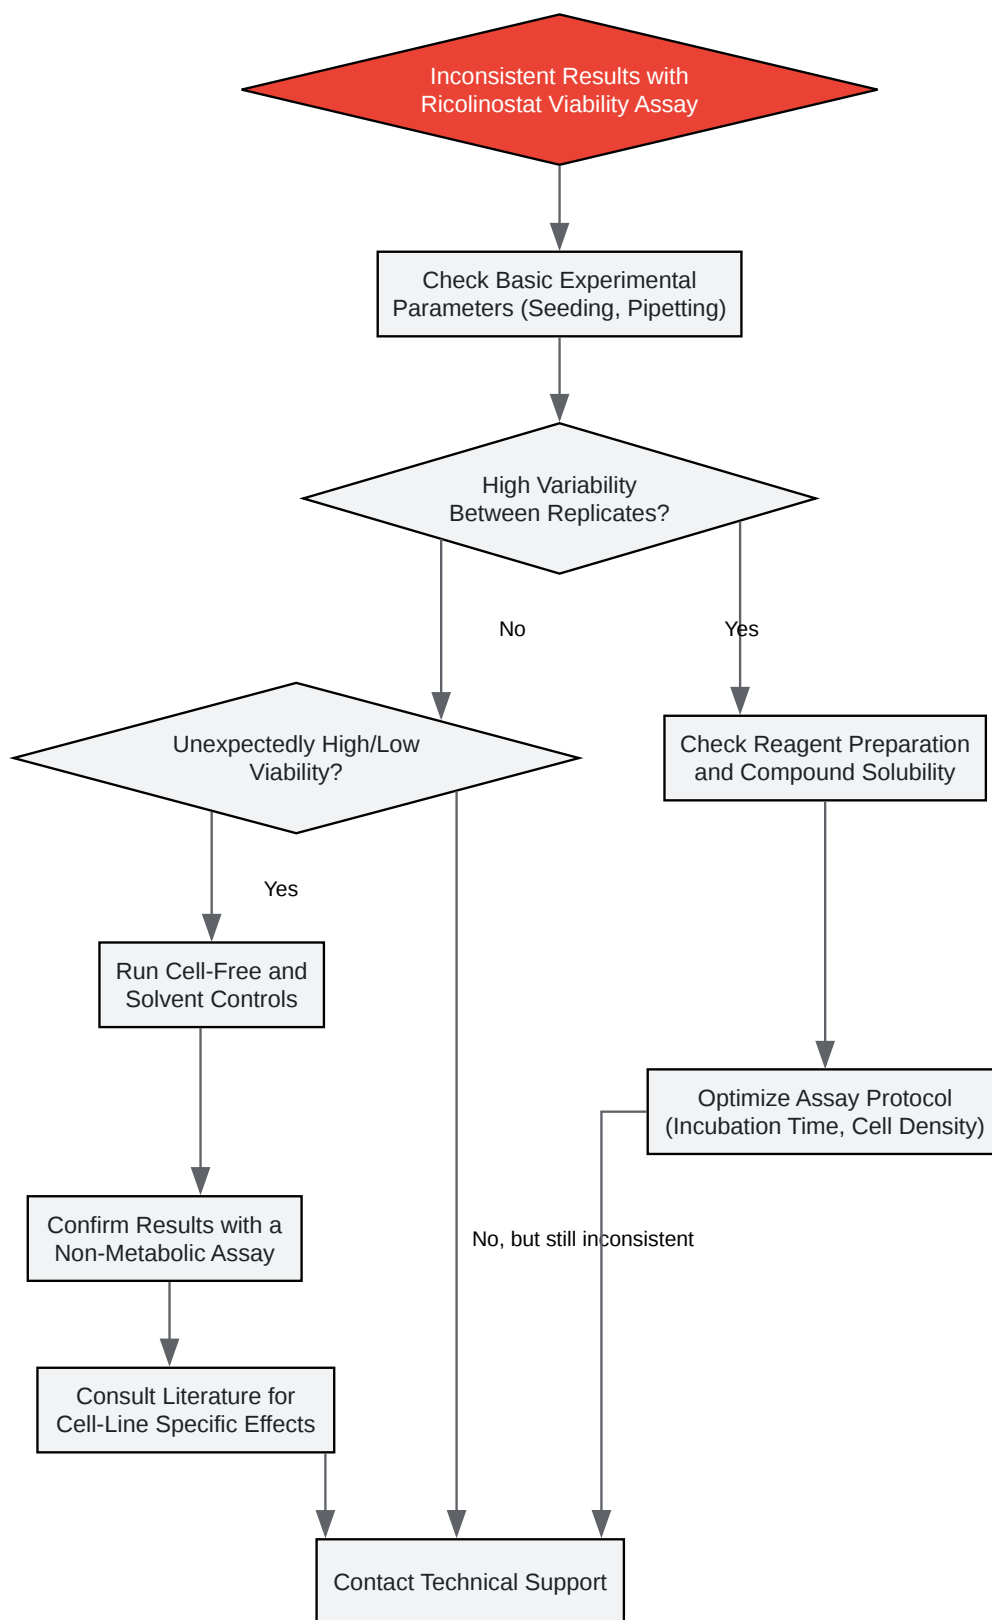 Inconsistent Results with
Ricolinostat Viability Assay
Check Basic Experimental
Parameters (Seeding, Pipetting)
High Variability
Between Replicates?
No
Yes
Unexpectedly High/Low
Viability?
Check Reagent Preparation
and Compound Solubility
Yes
Run Cell-Free and
Solvent Controls
Optimize Assay Protocol
(Incubation Time, Cell Density)
Confirm Results with a
Non-Metabolic Assay
No, but still inconsistent
Consult Literature for
Cell-Line Specific Effects
Contact Technical Support